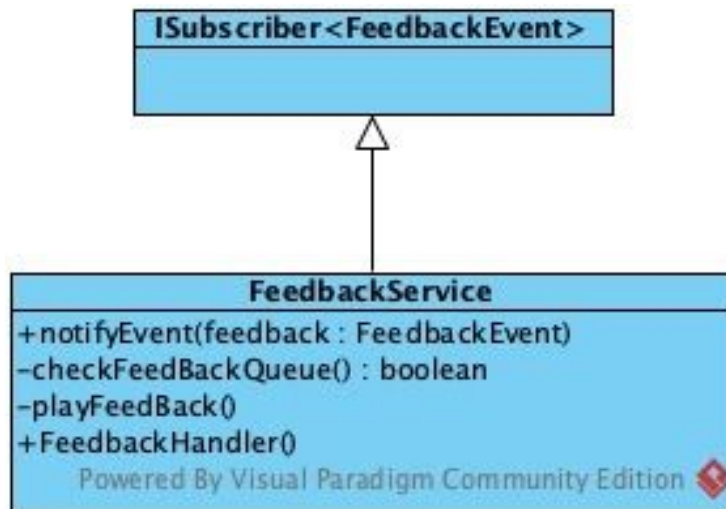 ISubscriber<FeedbackEvent>
FeedbackService
+notifyEvent(feedback : FeedbackEvent)
-checkFeedBackQueue() : boolean
-playFeedBack()
+FeedbackHandler()
Powered By Visual Paradigm Community Edition